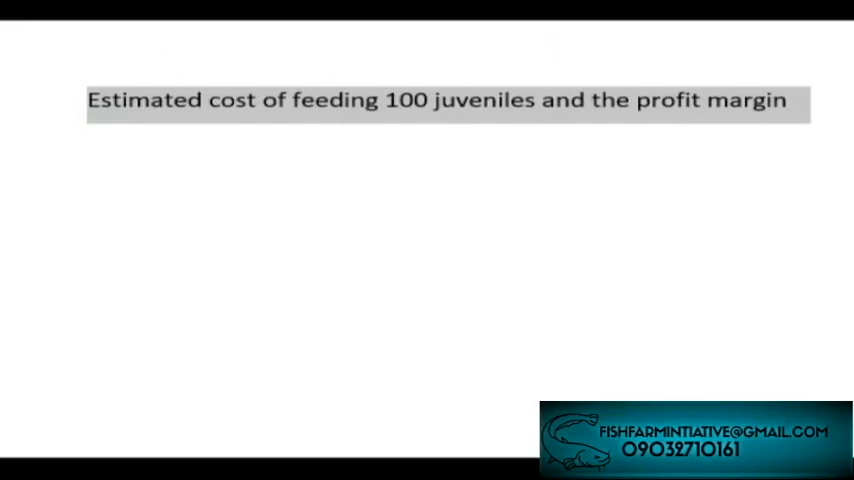 Estimated cost of feeding 100 juveniles and the profit margin
FISHFARMINTIATIVE@GMAIL.COM
09032710161